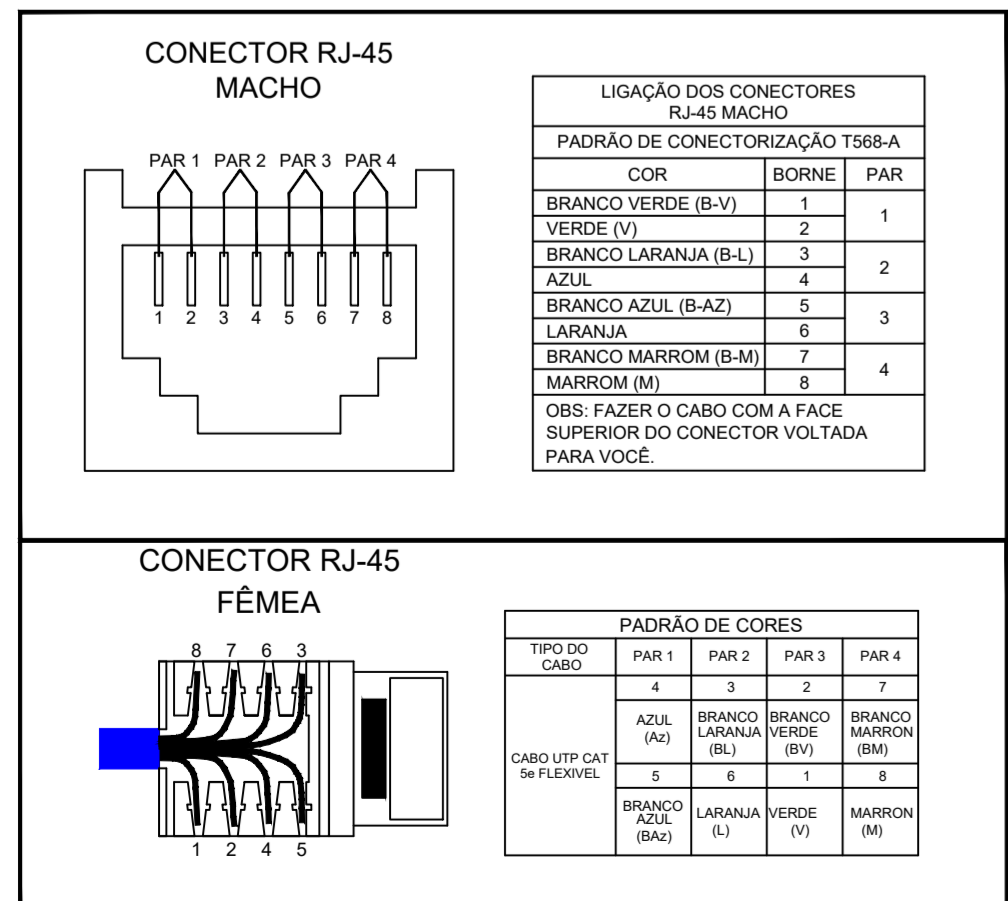 CONECTOR RJ-45
MACHO
PAR 1 PAR 2 PAR 3 PAR 4
1 2 3 4 5 6 7 8
LIGAÇÃO DOS CONECTORES
RJ-45 MACHO
PADRÃO DE CONECTORIZAÇÃO T568-A
COR BORNE PAR
BRANCO VERDE (B-V) 1 1
VERDE (V) 2
BRANCO LARANJA (B-L) 3 2
AZUL 4
BRANCO AZUL (B-AZ) 5 3
LARANJA 6
BRANCO MARROM (B-M) 7 4
MARROM (M) 8
OBS: FAZER O CABO COM A FACE
SUPERIOR DO CONECTOR VOLTADA
PARA VOCÊ.
CONECTOR RJ-45
FÊMEA
8 7 6 3
1 2 4 5
PADRÃO DE CORES
TIPO DO
CABO
PAR 1 PAR 2 PAR 3 PAR 4
CABO UTP CAT
5e FLEXIVEL
4 3 2 7
AZUL
(Az)
BRANCO
LARANJA
(BL)
BRANCO
VERDE
(BV)
BRANCO
MARRON
(BM)
5 6 1 8
BRANCO
AZUL
(BAz)
LARANJA
(L)
VERDE
(V)
MARRON
(M)